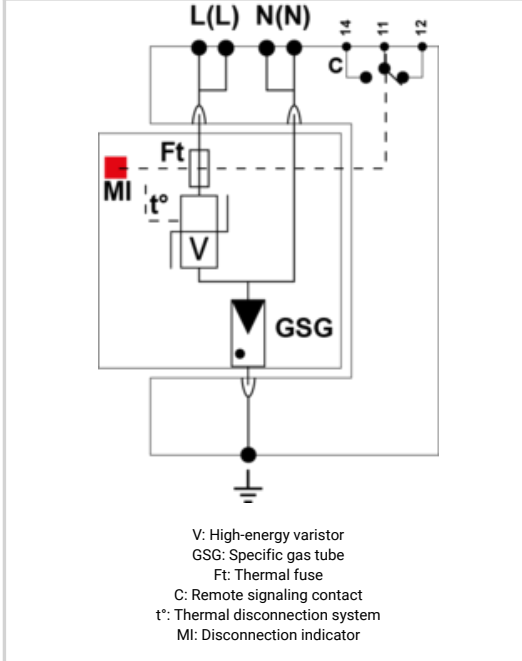 L(L) N(N) 14 11 12
C
Ft
MI
t°
V
GSG
V: High-energy varistor
GSG: Specific gas tube
Ft: Thermal fuse
C: Remote signaling contact
t°: Thermal disconnection system
MI: Disconnection indicator